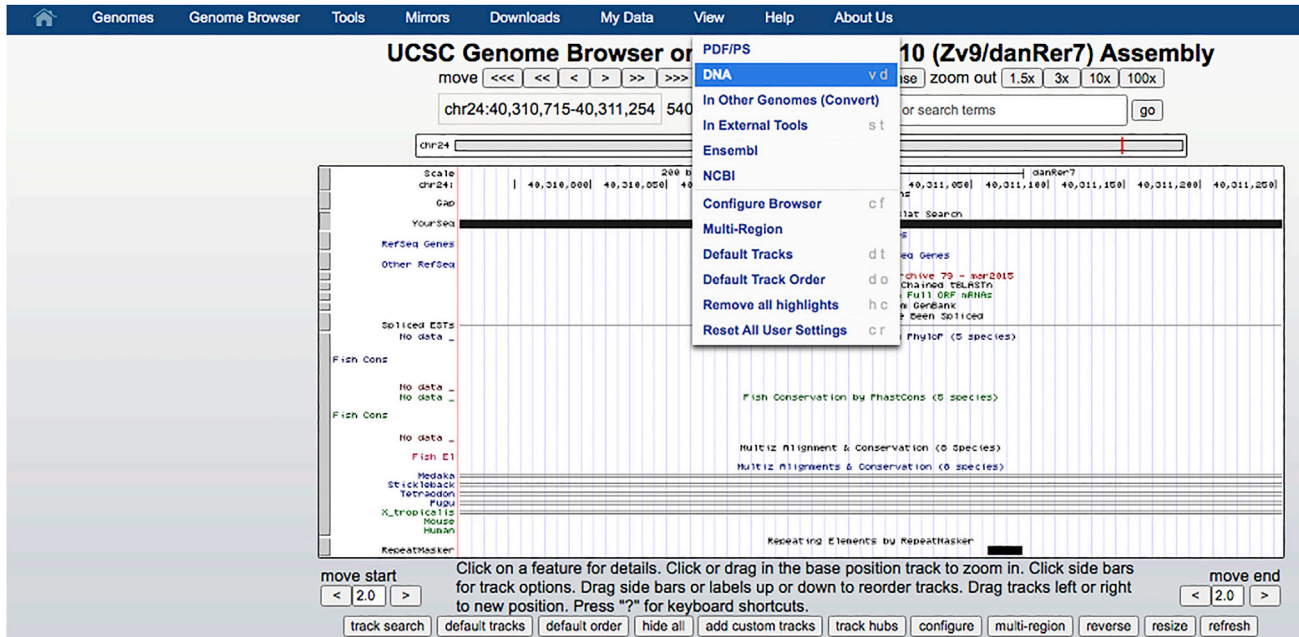 Genomes Genome Browser Tools Mirrors Downloads My Data View Help About Us
UCSC Genome Browser on 10 (Zv9/danRer7) Assembly
move <<< << < > >> >>> zoom out 1.5x 3x 10x 100x
chr24:40,310,715-40,311,254 540 or search terms go
PDF/PS
DNA v d
In Other Genomes (Convert)
In External Tools s t
Ensembl
NCBI
Configure Browser c f
Multi-Region
Default Tracks d t
Default Track Order d o
Remove all highlights h c
Reset All User Settings c r
chr24
Scale 200 b danRer7
chr24: 40,310,800| 40,310,850| 40 40,311,050| 40,311,100| 40,311,150| 40,311,200| 40,311,250|
Gap
Blat Search
YourSeq
RefSeq Genes
eq Genes
Other RefSeq
rchive 79 - mar2015
Chained tBLASTn
Full ORF mRNAs
m GenBank
e Been Spliced
Spliced ESTs
No data _ PhyloP (5 species)
Fish Cons
No data _
No data _ Fish Conservation by PhastCons (5 species)
Fish Cons
No data _
Multiz Alignment & Conservation (6 Species)
Fish El
Multiz Alignments & Conservation (6 species)
Medaka
Stickleback
Tetraodon
Fugu
X_tropicalis
Mouse
Human
Repeating Elements by RepeatMasker
RepeatMasker
move start
< 2.0 >
Click on a feature for details. Click or drag in the base position track to zoom in. Click side bars
for track options. Drag side bars or labels up or down to reorder tracks. Drag tracks left or right
to new position. Press "?" for keyboard shortcuts.
move end
< 2.0 >
track search default tracks default order hide all add custom tracks track hubs configure multi-region reverse resize refresh